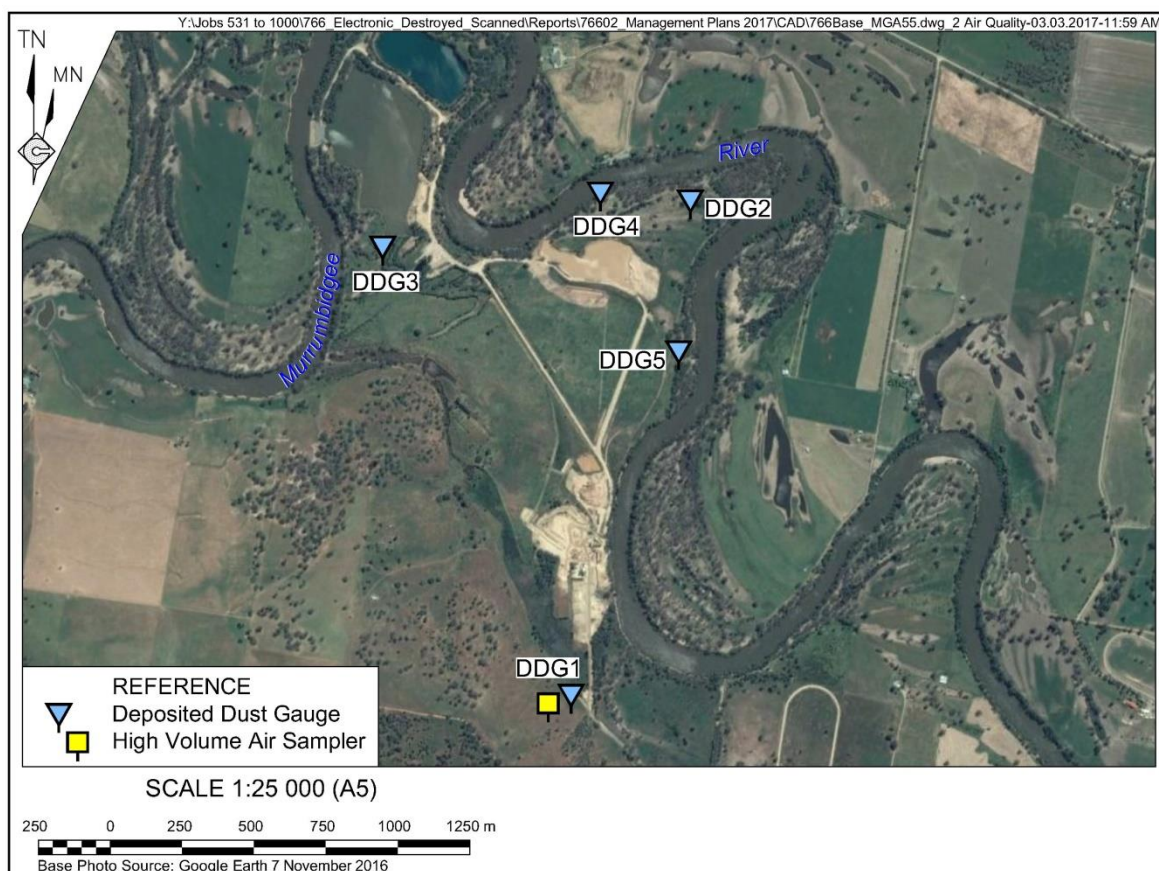 Y:\Jobs 531 to 1000\766_Electronic_Destroyed_Scanned\Reports\76602_Management Plans 2017\CAD\766Base_MGA55.dwg_2 Air Quality-03.03.2017-11:59 AM
TN
MN
River
DDG4
DDG2
DDG3
Murrumbidgee
DDG5
DDG1
REFERENCE
Deposited Dust Gauge
High Volume Air Sampler
SCALE 1:25 000 (A5)
250 0 250 500 750 1000 1250 m
Base Photo Source: Google Earth 7 November 2016